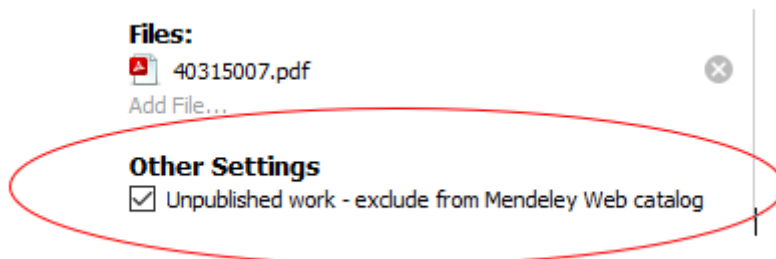 Files:
40315007.pdf
Add File...
Other Settings
Unpublished work - exclude from Mendeley Web catalog